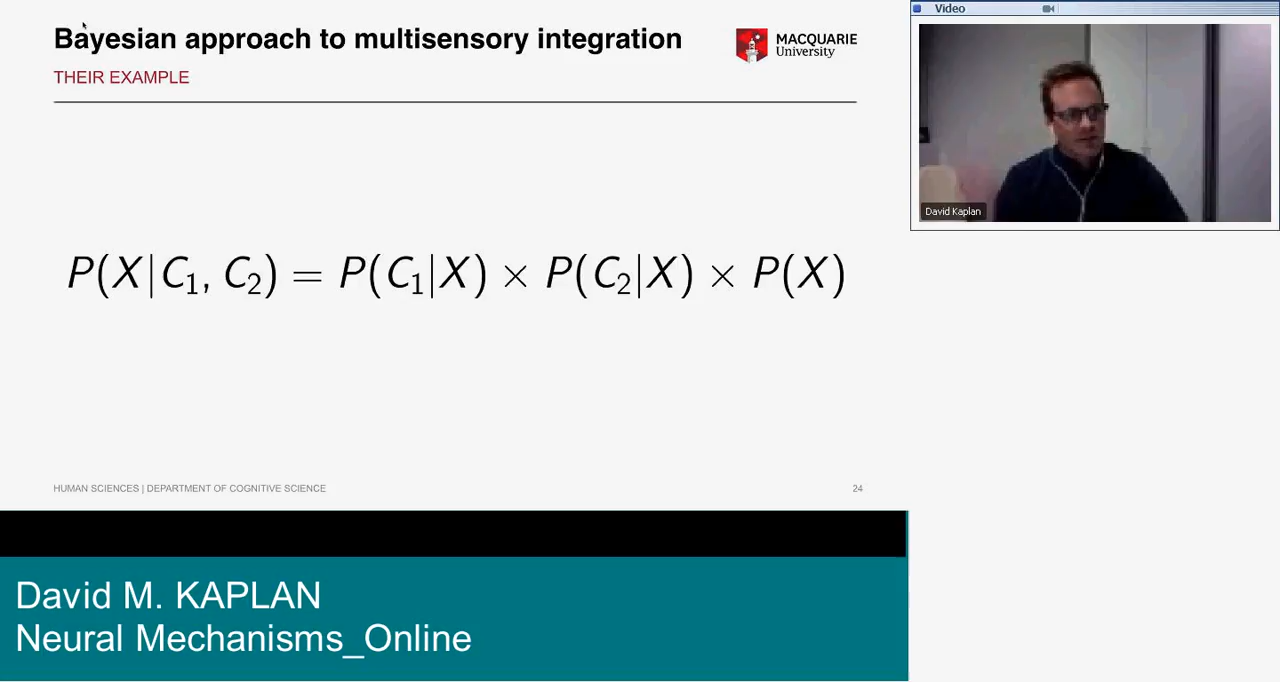 Bayesian approach to multisensory integration
THEIR EXAMPLE
MACQUARIE
University
P(X|C₁, C₂) = P(C₁|X) × P(C₂|X) × P(X)
HUMAN SCIENCES | DEPARTMENT OF COGNITIVE SCIENCE
24
Video
David Kaplan
David M. KAPLAN
Neural Mechanisms_Online